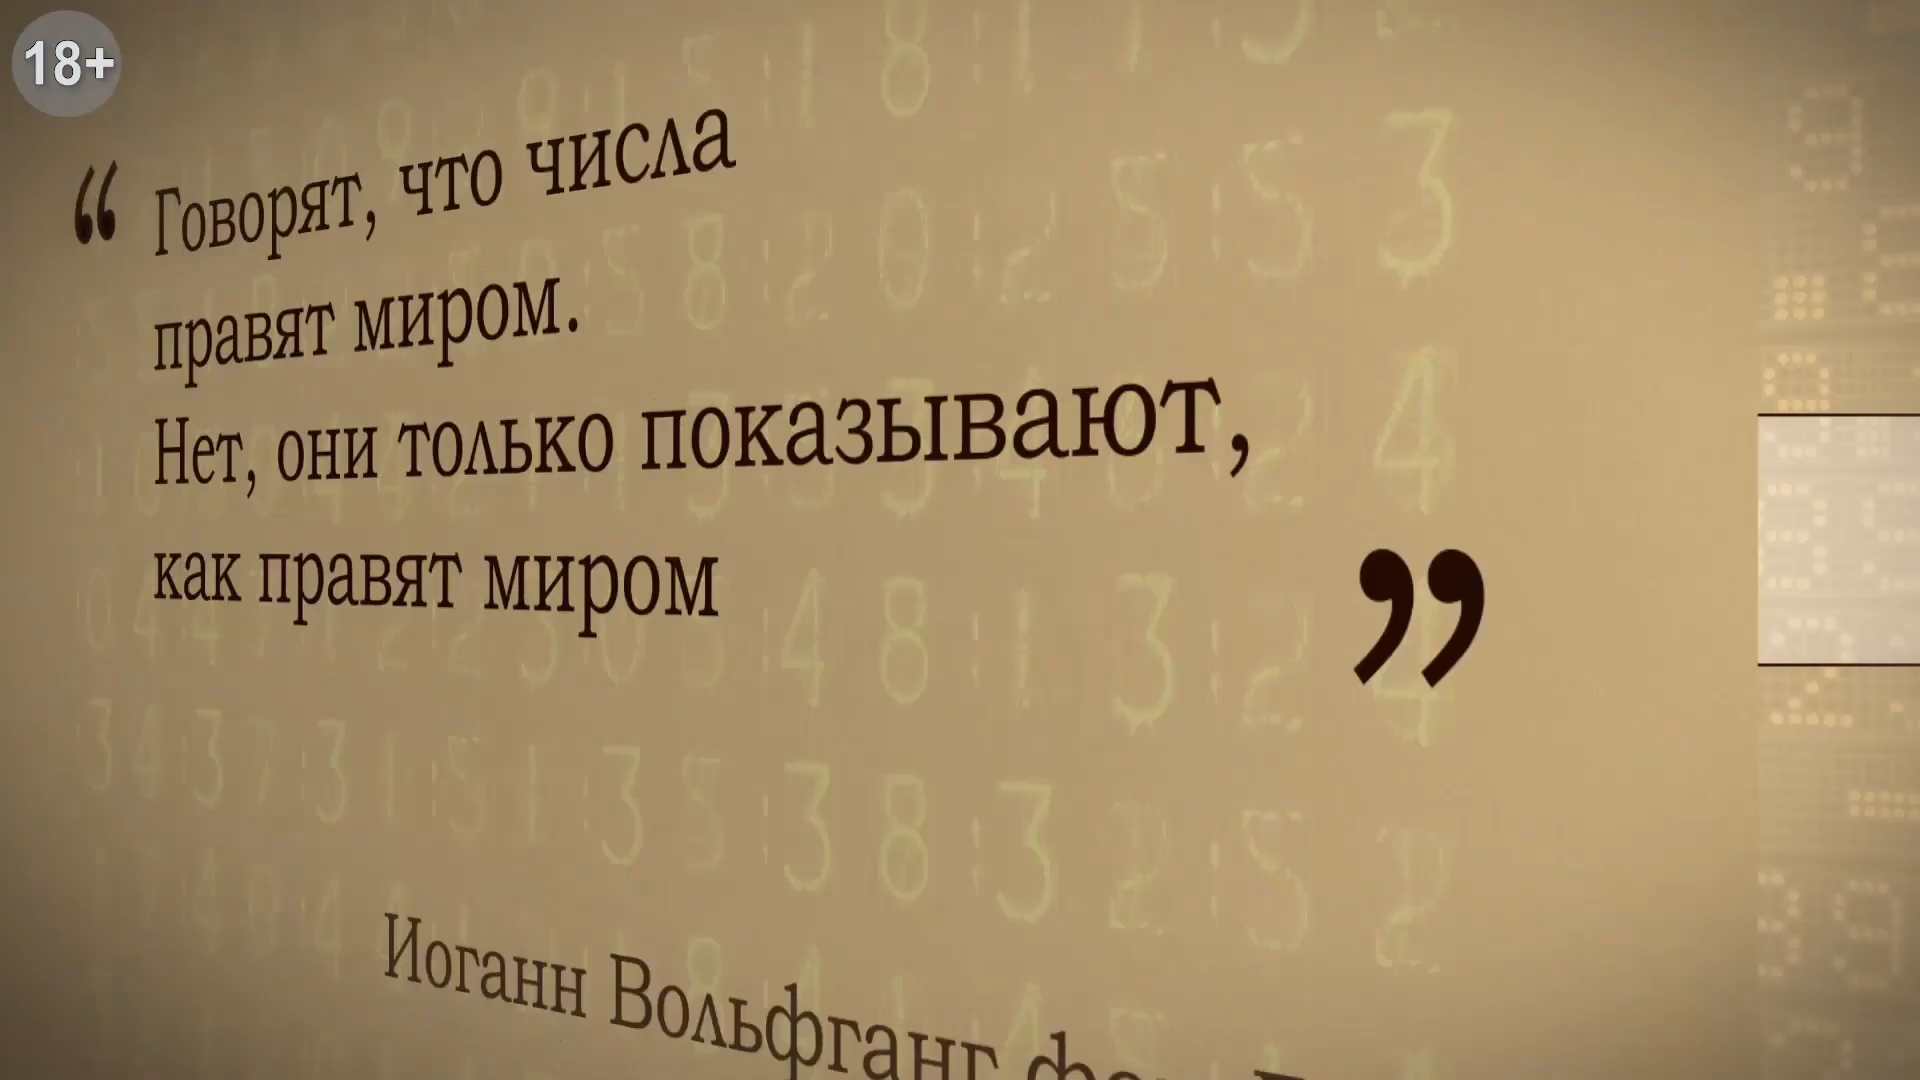 18+
“ Говорят, что числа
правят миром.
Нет, они только показывают,
как правят миром ”
Иоганн Вольфганг